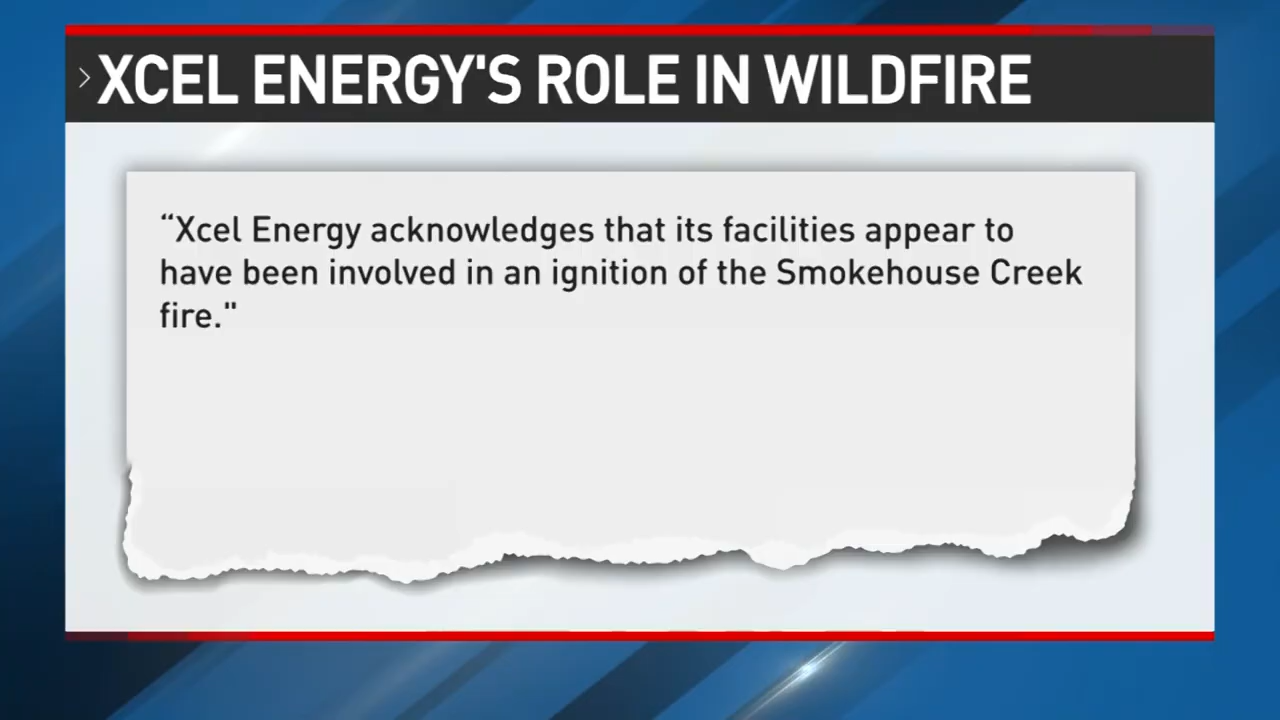 XCEL ENERGY'S ROLE IN WILDFIRE
“Xcel Energy acknowledges that its facilities appear to
have been involved in an ignition of the Smokehouse Creek
fire."